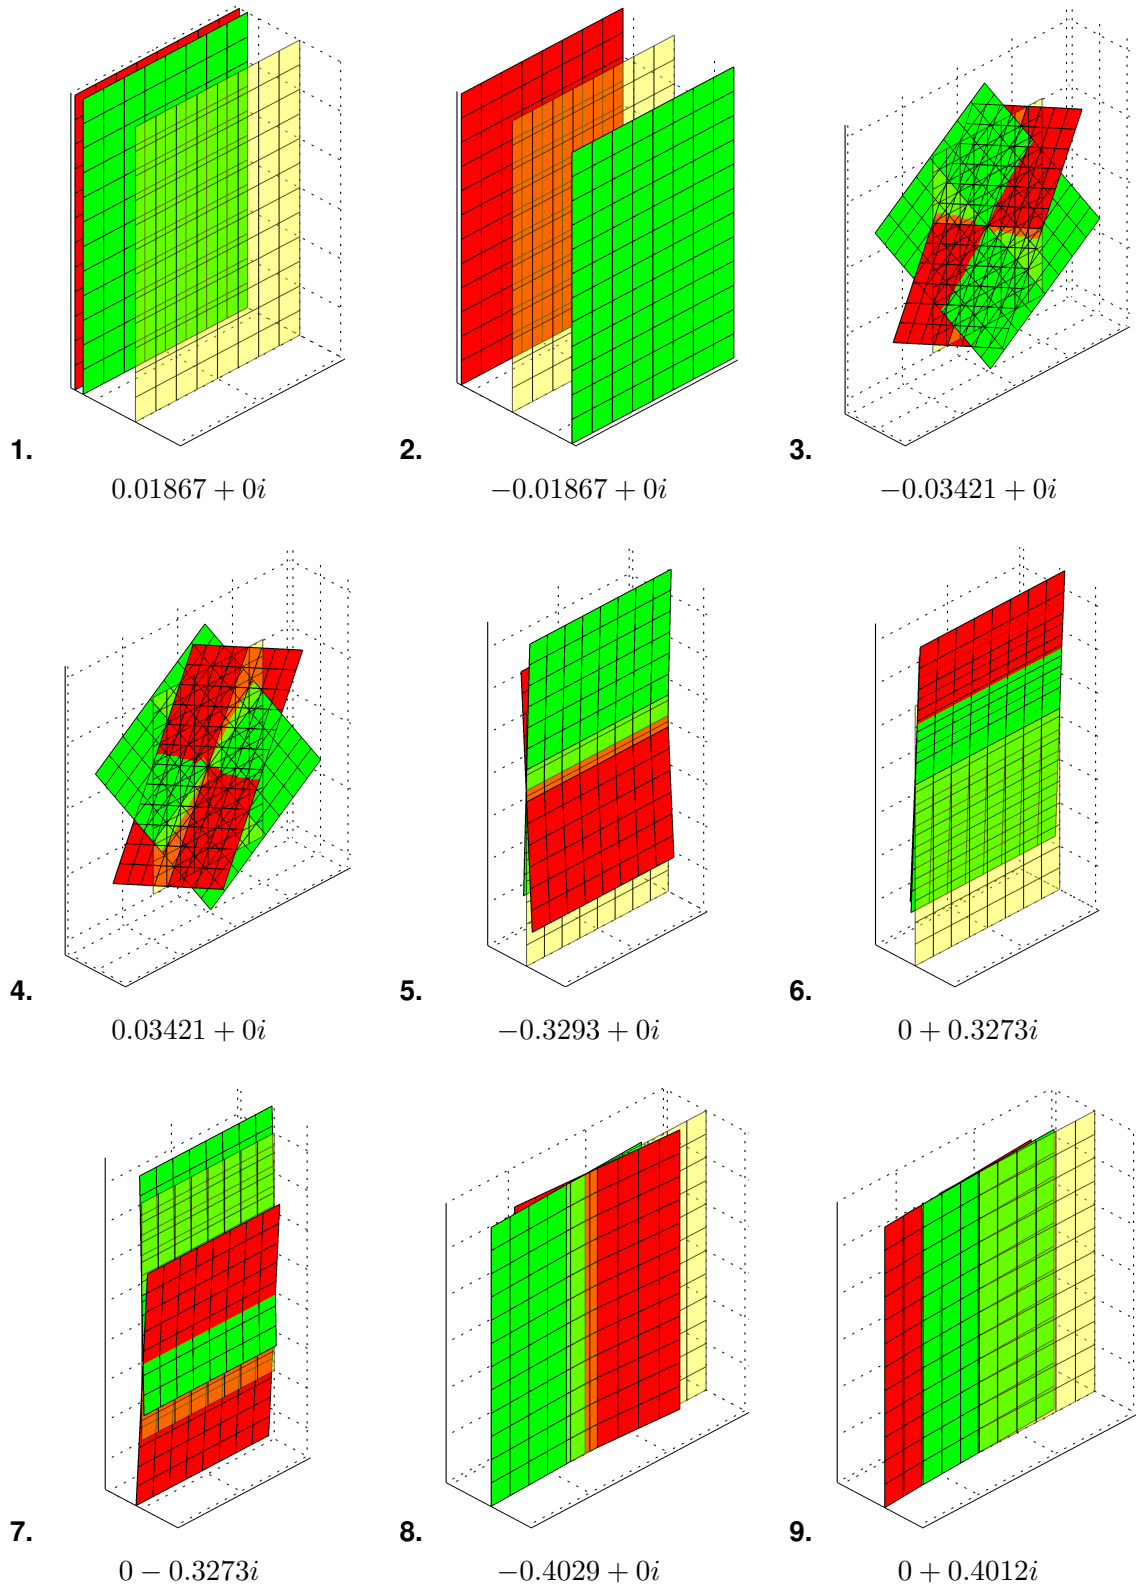 1. 2. 3.
0.01867 + 0i −0.01867 + 0i −0.03421 + 0i
4. 5. 6.
0.03421 + 0i −0.3293 + 0i 0 + 0.3273i
7. 8. 9.
0 − 0.3273i −0.4029 + 0i 0 + 0.4012i